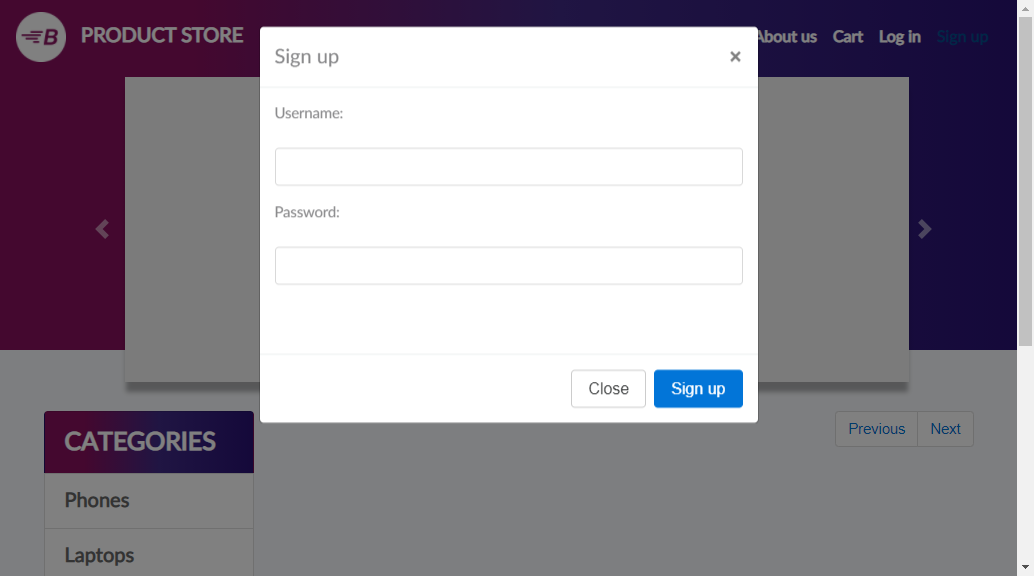 B PRODUCT STORE
About us Cart Log in Sign up
Sign up ×
Username:
Password:
Close Sign up
CATEGORIES
Previous Next
Phones
Laptops